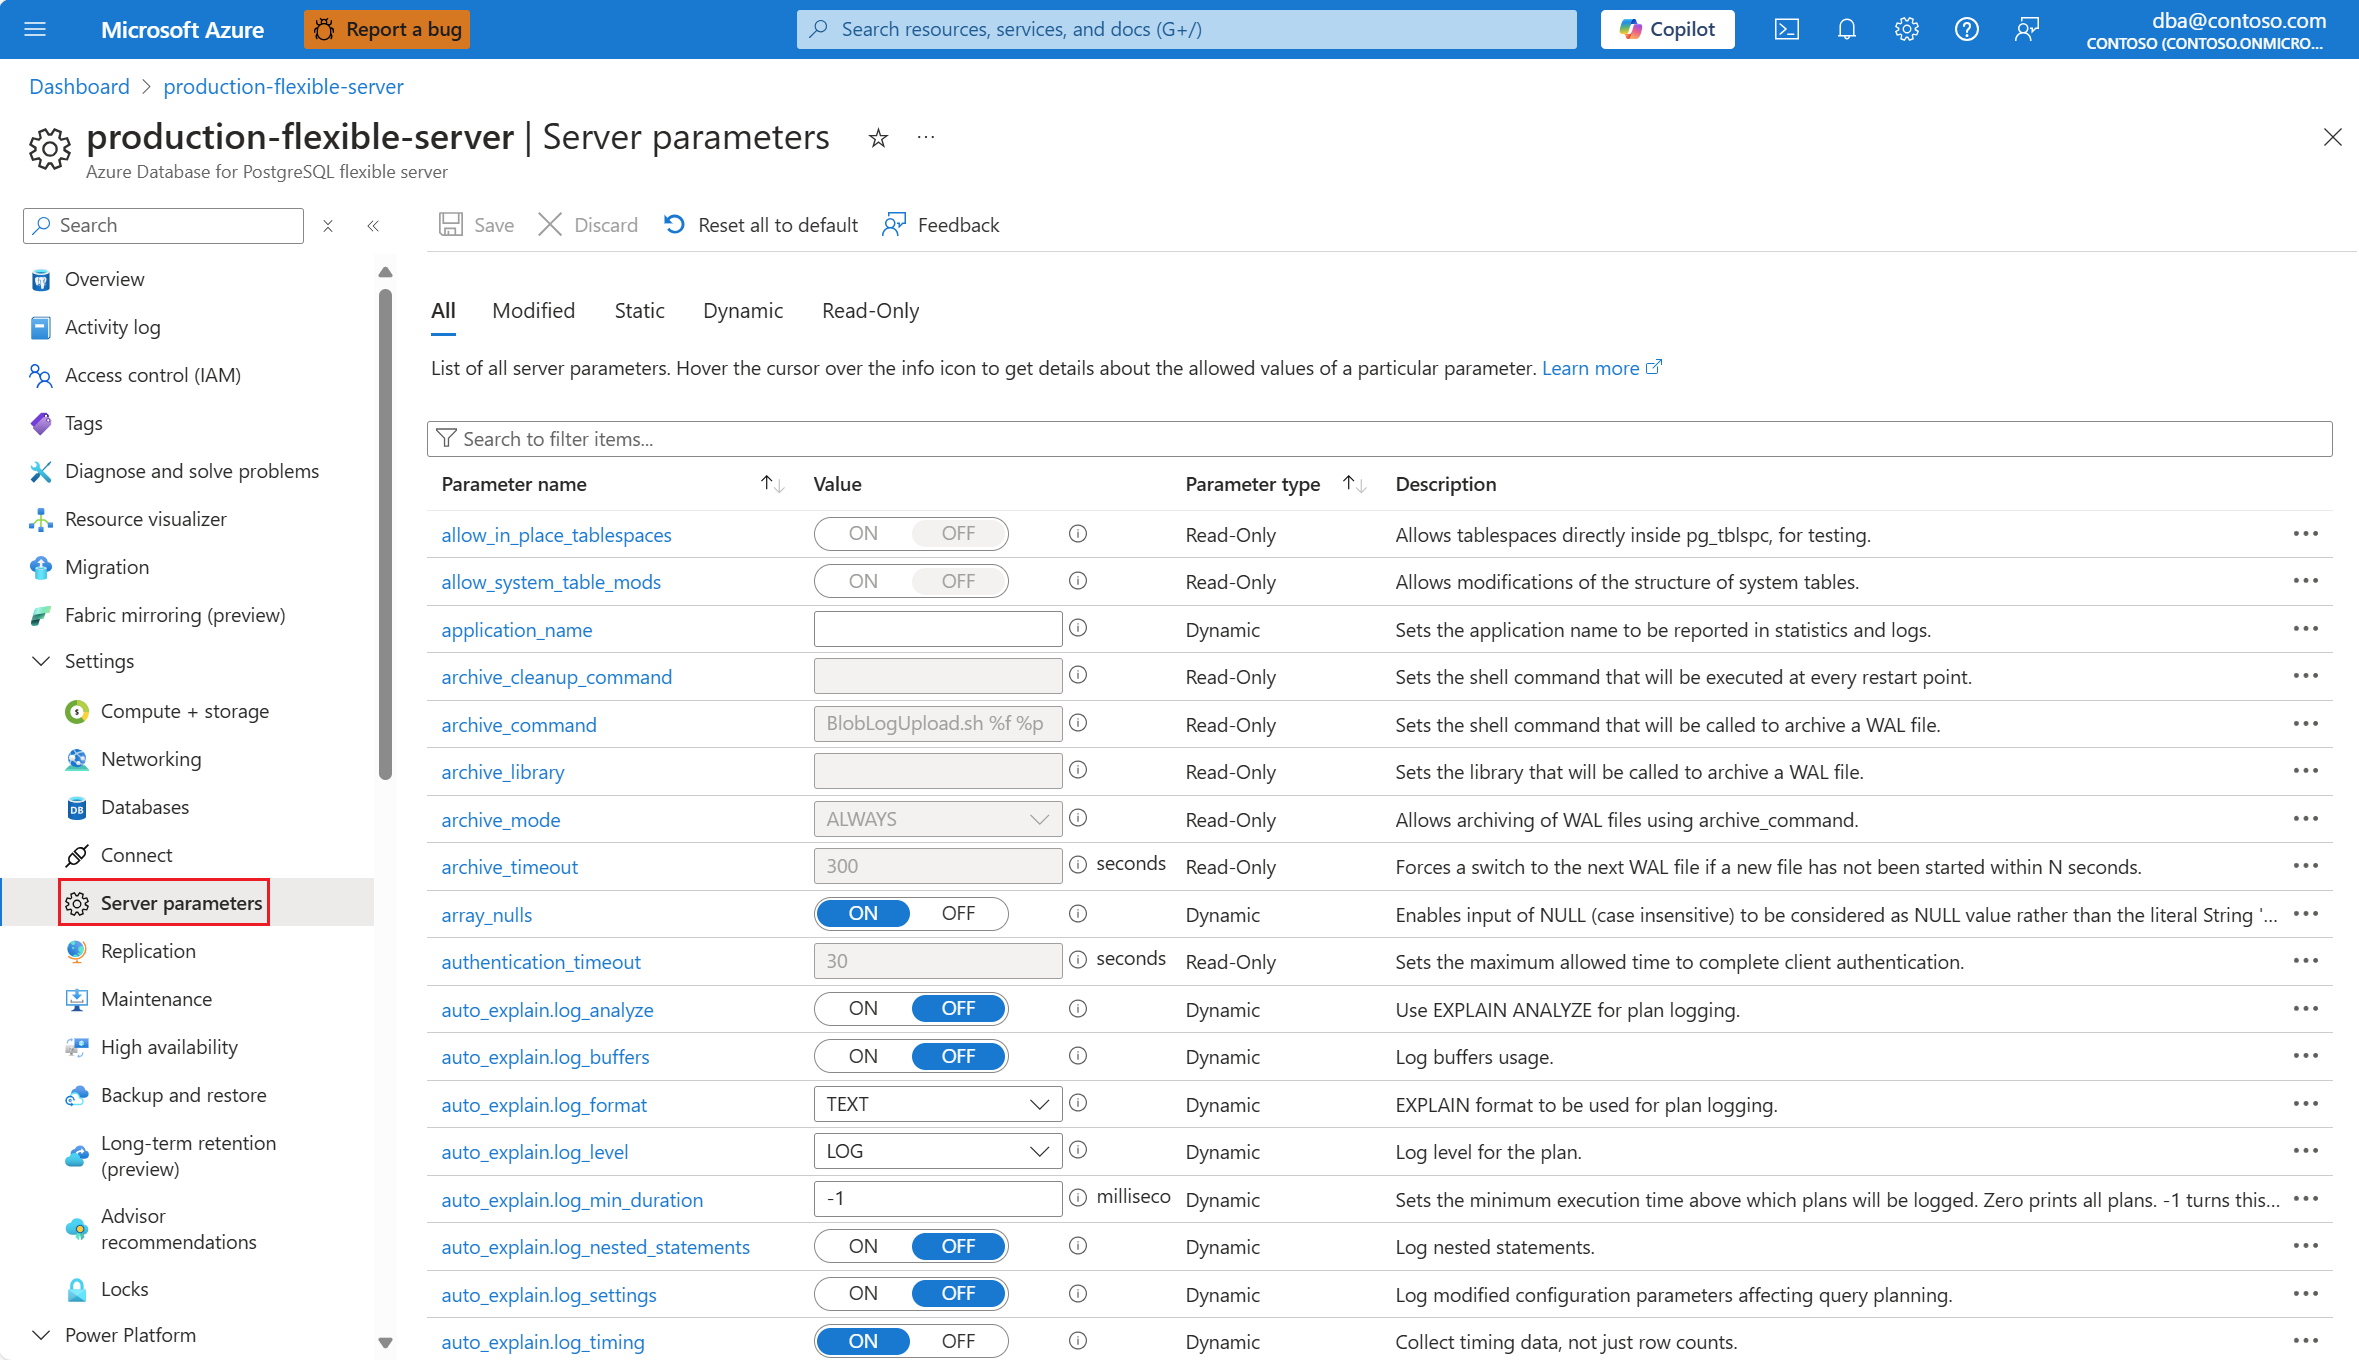 Microsoft Azure
Report a bug
Search resources, services, and docs (G+/)
Copilot
dba@contoso.com
CONTOSO (CONTOSO.ONMICRO...
Dashboard > production-flexible-server
production-flexible-server | Server parameters
Azure Database for PostgreSQL flexible server
Search
Overview
Activity log
Access control (IAM)
Tags
Diagnose and solve problems
Resource visualizer
Migration
Fabric mirroring (preview)
Settings
Compute + storage
Networking
Databases
Connect
Server parameters
Replication
Maintenance
High availability
Backup and restore
Long-term retention
(preview)
Advisor
recommendations
Locks
Power Platform
Save Discard Reset all to default Feedback
All Modified Static Dynamic Read-Only
List of all server parameters. Hover the cursor over the info icon to get details about the allowed values of a particular parameter. Learn more
Search to filter items...
Parameter name Value Parameter type Description
allow_in_place_tablespaces ON OFF Read-Only Allows tablespaces directly inside pg_tblspc, for testing.
allow_system_table_mods ON OFF Read-Only Allows modifications of the structure of system tables.
application_name Dynamic Sets the application name to be reported in statistics and logs.
archive_cleanup_command Read-Only Sets the shell command that will be executed at every restart point.
archive_command BlobLogUpload.sh %f %p Read-Only Sets the shell command that will be called to archive a WAL file.
archive_library Read-Only Sets the library that will be called to archive a WAL file.
archive_mode ALWAYS Read-Only Allows archiving of WAL files using archive_command.
archive_timeout 300 seconds Read-Only Forces a switch to the next WAL file if a new file has not been started within N seconds.
array_nulls ON OFF Dynamic Enables input of NULL (case insensitive) to be considered as NULL value rather than the literal String '...
authentication_timeout 30 seconds Read-Only Sets the maximum allowed time to complete client authentication.
auto_explain.log_analyze ON OFF Dynamic Use EXPLAIN ANALYZE for plan logging.
auto_explain.log_buffers ON OFF Dynamic Log buffers usage.
auto_explain.log_format TEXT Dynamic EXPLAIN format to be used for plan logging.
auto_explain.log_level LOG Dynamic Log level for the plan.
auto_explain.log_min_duration -1 milliseco Dynamic Sets the minimum execution time above which plans will be logged. Zero prints all plans. -1 turns this...
auto_explain.log_nested_statements ON OFF Dynamic Log nested statements.
auto_explain.log_settings ON OFF Dynamic Log modified configuration parameters affecting query planning.
auto_explain.log_timing ON OFF Dynamic Collect timing data, not just row counts.